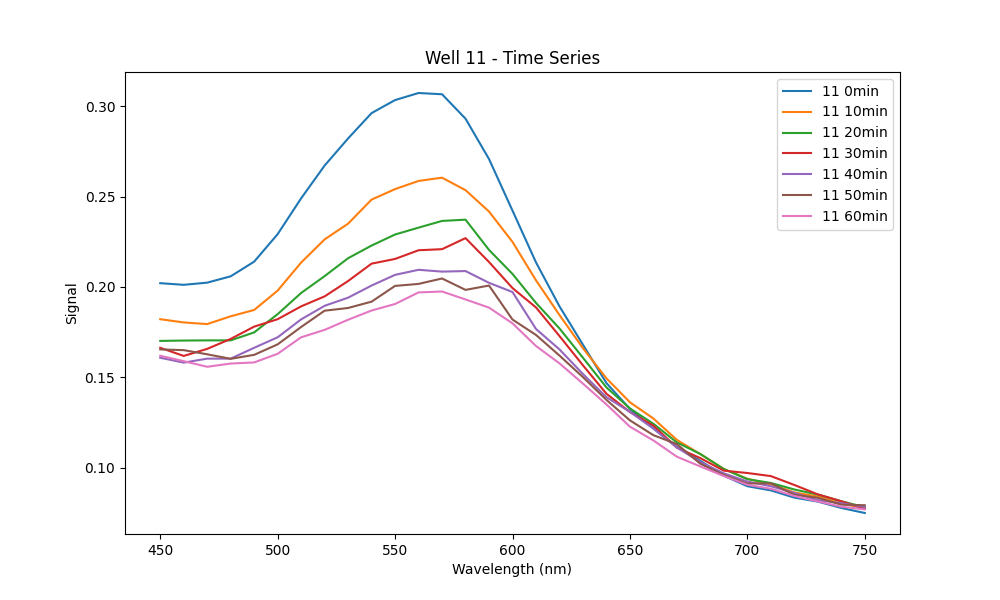 Well 11 - Time Series
11 0min
11 10min
11 20min
11 30min
11 40min
11 50min
11 60min
Signal
0.30
0.25
0.20
0.15
0.10
450 500 550 600 650 700 750
Wavelength (nm)